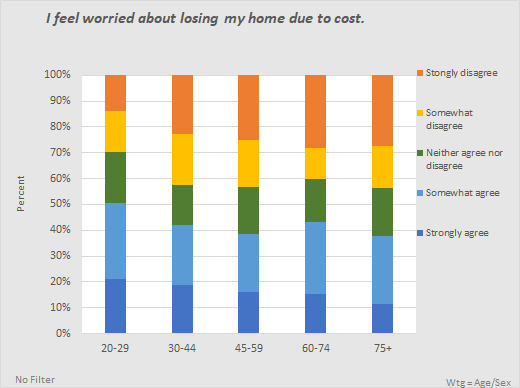 I feel worried about losing my home due to cost.
100%
90%
80%
70%
60%
50%
40%
30%
20%
10%
0%
Percent
20-29
30-44
45-59
60-74
75+
Stongly disagree
Somewhat
disagree
Neither agree nor
disagree
Somewhat agree
Strongly agree
No Filter
Wtg = Age/Sex